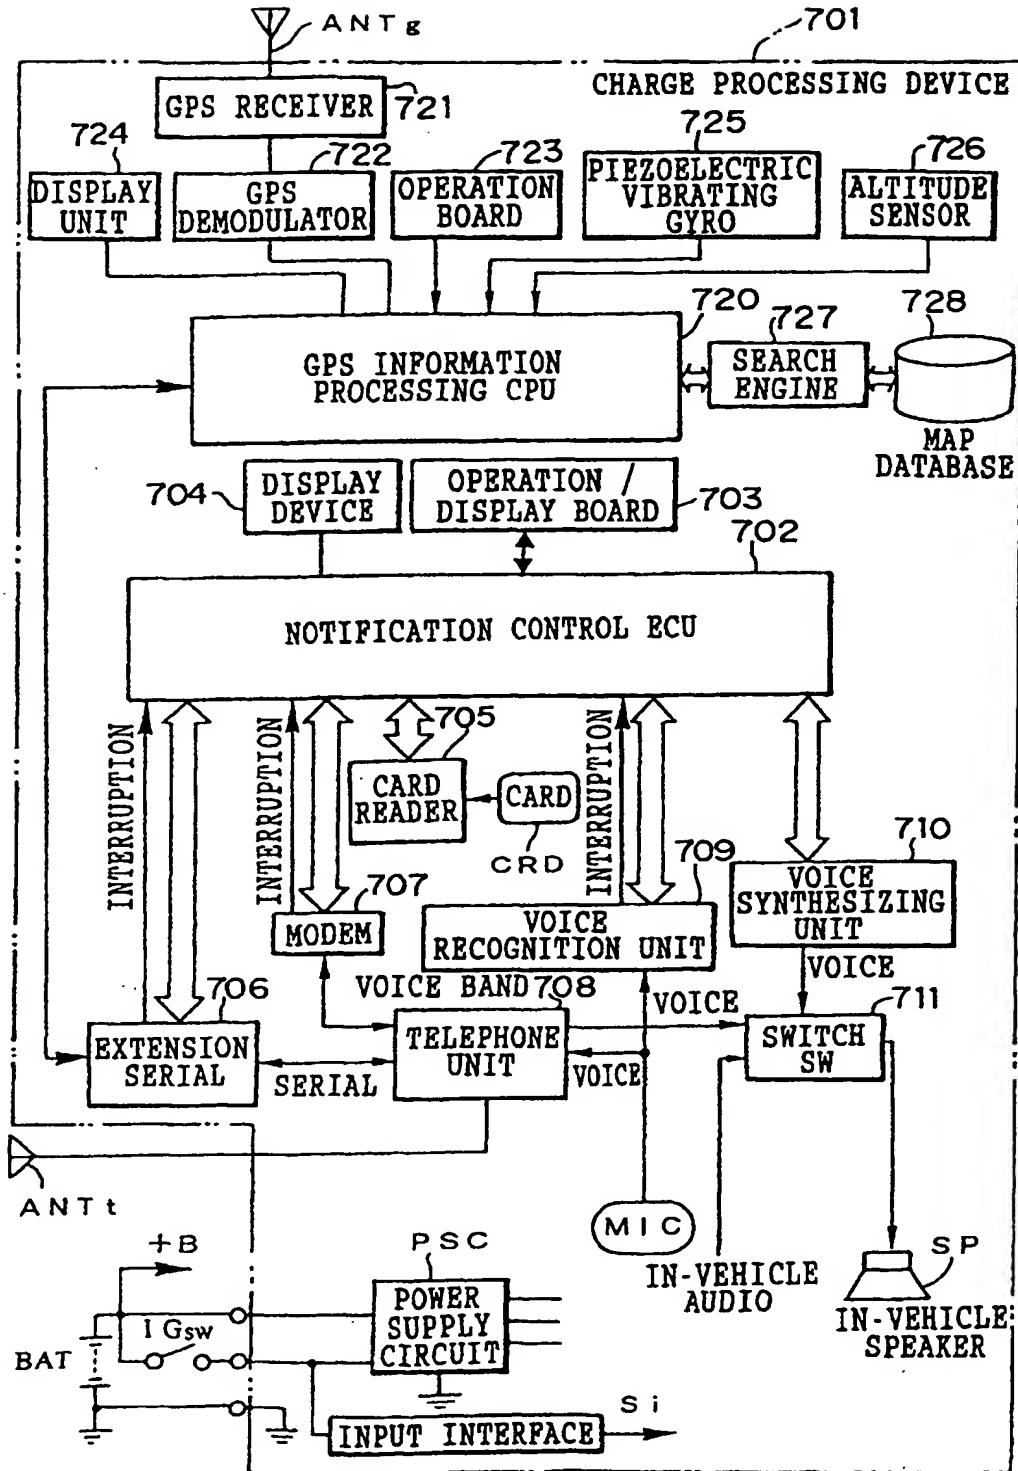 ANTg
701
CHARGE PROCESSING DEVICE
GPS RECEIVER
721
724
722
723
725
726
DISPLAY
UNIT
GPS
DEMODULATOR
OPERATION
BOARD
PIEZOELECTRIC
VIBRATING
GYRO
ALTITUDE
SENSOR
720
727
728
GPS INFORMATION
PROCESSING CPU
SEARCH
ENGINE
MAP
DATABASE
704
DISPLAY
DEVICE
OPERATION /
DISPLAY BOARD
703
702
NOTIFICATION CONTROL ECU
INTERRUPTION
INTERRUPTION
INTERRUPTION
705
CARD
READER
CARD
CRD
707
MODEM
709
VOICE
RECOGNITION UNIT
710
VOICE
SYNTHESIZING
UNIT
VOICE
VOICE BAND
706
EXTENSION
SERIAL
SERIAL
708
TELEPHONE
UNIT
VOICE
VOICE
711
SWITCH
SW
ANTt
MIC
IN-VEHICLE
AUDIO
SP
IN-VEHICLE
SPEAKER
+B
PSC
POWER
SUPPLY
CIRCUIT
IGsw
BAT
INPUT INTERFACE
Si